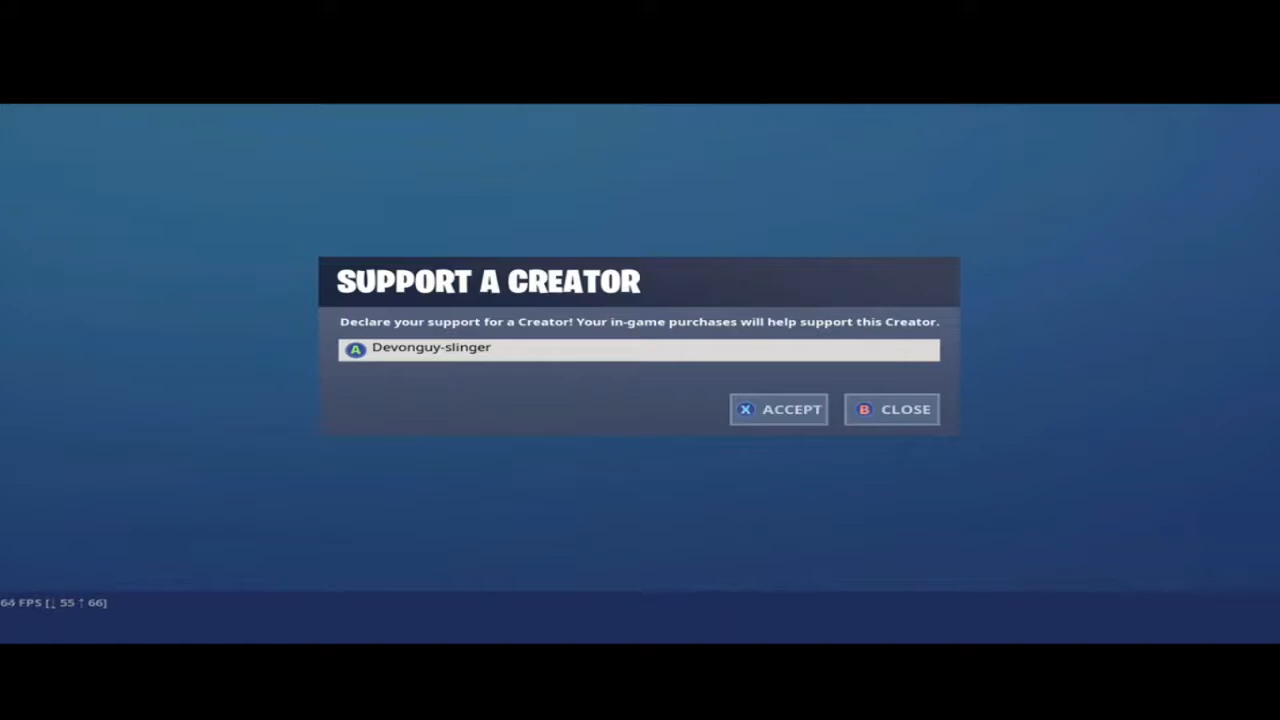 SUPPORT A CREATOR
Declare your support for a Creator! Your in-game purchases will help support this Creator.
A Devonguy-slinger
X ACCEPT B CLOSE
64 FPS [↓ 55 ↑ 66]